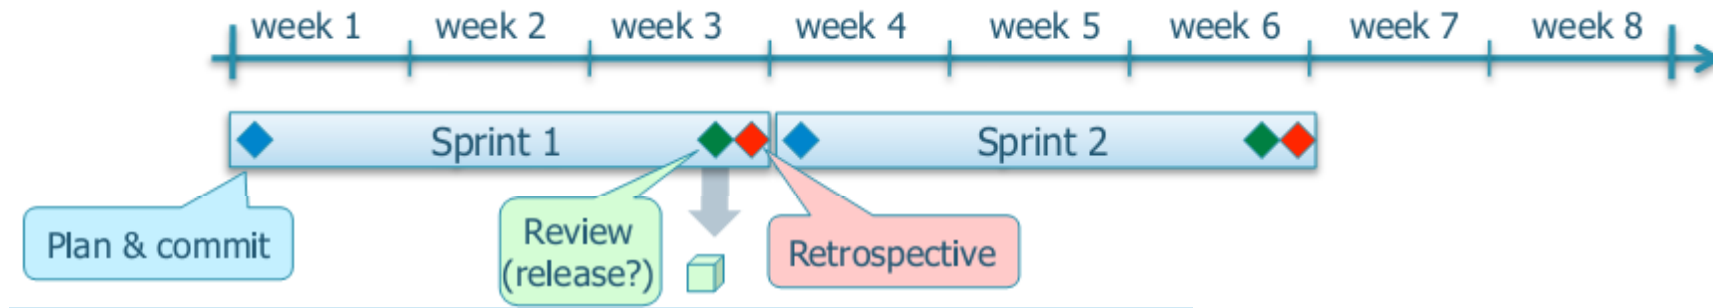 week 1
week 2
week 3
week 4
week 5
week 6
week 7
week 8
Sprint 1
Sprint 2
Plan & commit
Review
(release?)
Retrospective